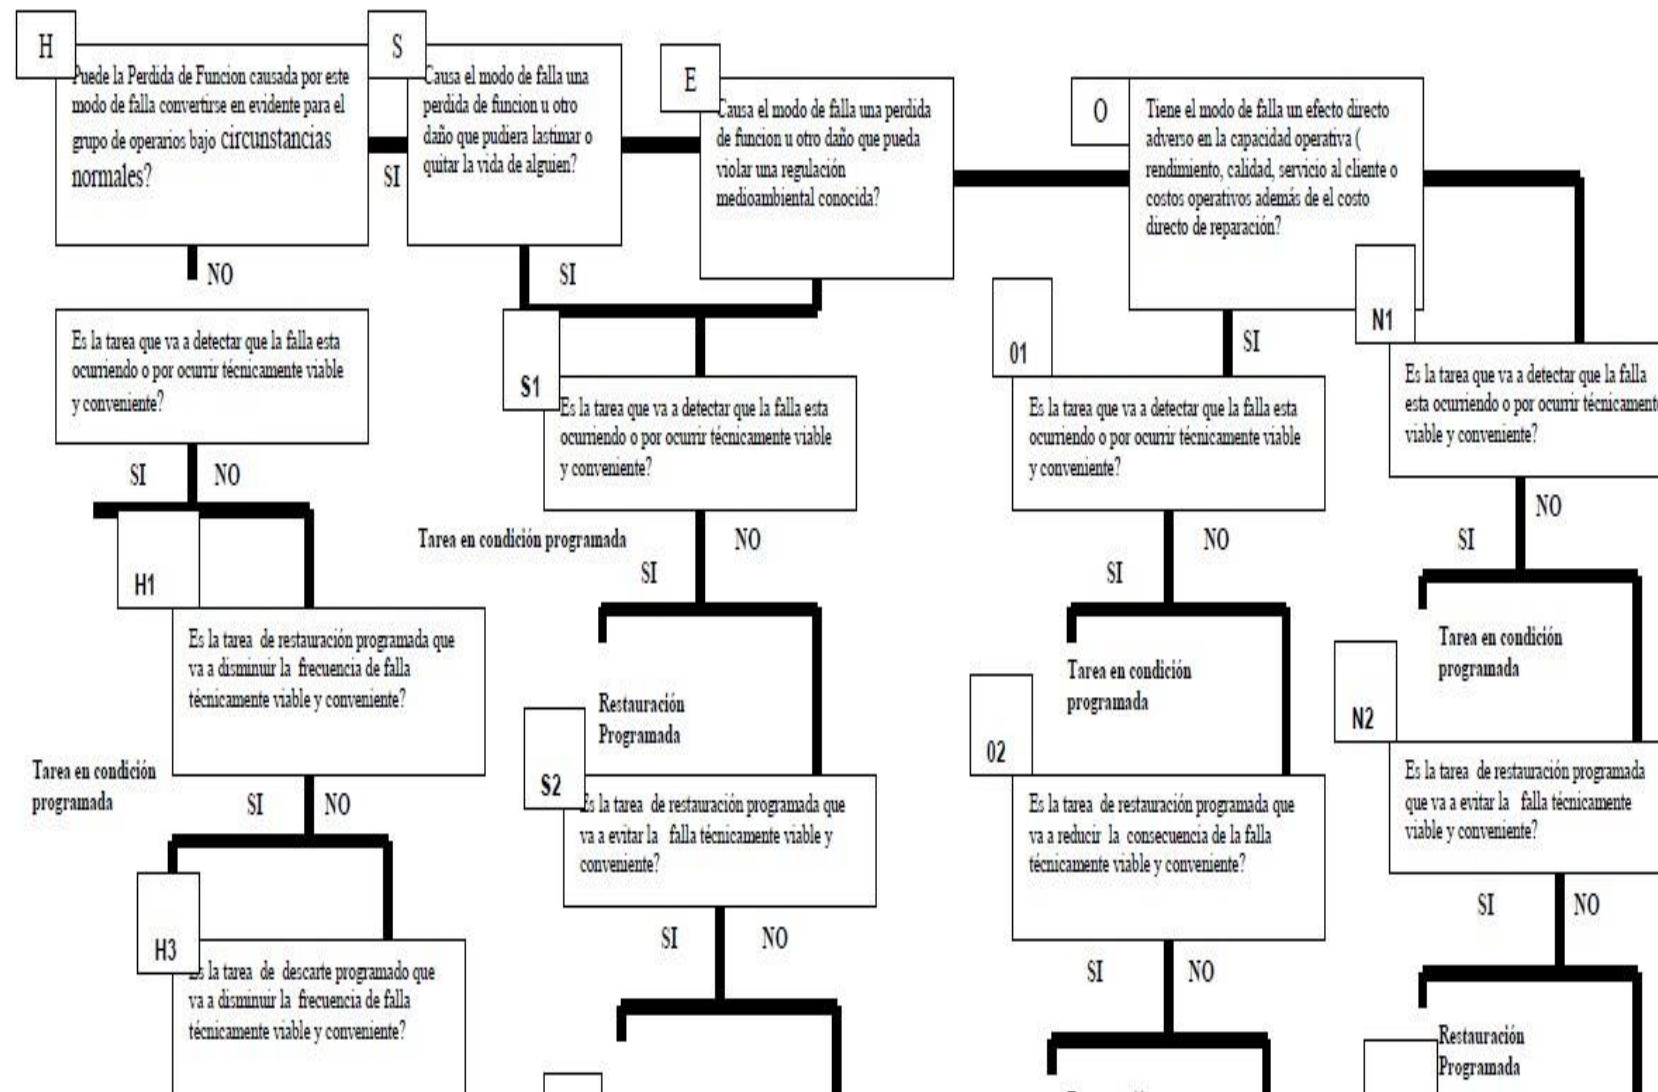 H
Puede la Perdida de Funcion causada por este
modo de falla convertirse en evidente para el
grupo de operarios bajo circunstancias
normales?
SI
NO
S
Causa el modo de falla una
perdida de funcion u otro
daño que pudiera lastimar o
quitar la vida de alguien?
SI
E
Causa el modo de falla una perdida
de funcion u otro daño que pueda
violar una regulación
medioambiental conocida?
O
Tiene el modo de falla un efecto directo
adverso en la capacidad operativa (
rendimiento, calidad, servicio al cliente o
costos operativos además de el costo
directo de reparación?
SI
Es la tarea que va a detectar que la falla esta
ocurriendo o por ocurrir técnicamente viable
y conveniente?
SI
NO
H1
Es la tarea de restauración programada que
va a disminuir la frecuencia de falla
técnicamente viable y conveniente?
Tarea en condición
programada
SI
NO
H3
Es la tarea de descarte programado que
va a disminuir la frecuencia de falla
técnicamente viable y conveniente?
S1
Es la tarea que va a detectar que la falla esta
ocurriendo o por ocurrir técnicamente viable
y conveniente?
Tarea en condición programada
SI
NO
Restauración
Programada
S2
Es la tarea de restauración programada que
va a evitar la falla técnicamente viable y
conveniente?
SI
NO
01
Es la tarea que va a detectar que la falla esta
ocurriendo o por ocurrir técnicamente viable
y conveniente?
SI
NO
Tarea en condición
programada
02
Es la tarea de restauración programada que
va a reducir la consecuencia de la falla
técnicamente viable y conveniente?
SI
NO
N1
Es la tarea que va a detectar que la falla
esta ocurriendo o por ocurrir técnicament
viable y conveniente?
SI
NO
Tarea en condición
programada
N2
Es la tarea de restauración programada
que va a evitar la falla técnicamente
viable y conveniente?
SI
NO
Restauración
Programada